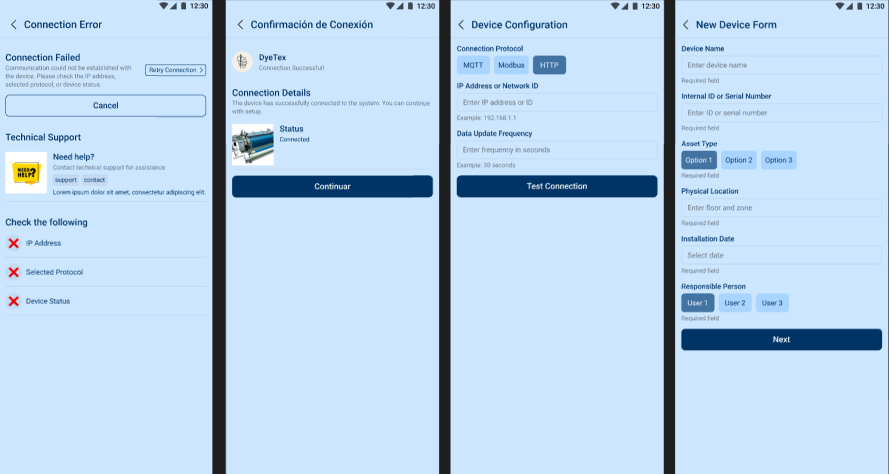 12:30
Connection Error
Connection Failed
Communication could not be established with
the device. Please check the IP address,
selected protocol, or device status.
Retry Connection
Cancel
Technical Support
NEED
HELP?
Need help?
Contact technical support for assistance
support contact
Lorem ipsum dolor sit amet, consectetur adipiscing elit.
Check the following
IP Address
Selected Protocol
Device Status
12:30
Confirmación de Conexión
DyeTex
Connection Successful!
Connection Details
The device has successfully connected to the system. You can continue
with setup.
Status
Connected
Continuar
12:30
Device Configuration
Connection Protocol
MQTT Modbus HTTP
IP Address or Network ID
Enter IP address or ID
Example: 192.168.1.1
Data Update Frequency
Enter frequency in seconds
Example: 30 seconds
Test Connection
12:30
New Device Form
Device Name
Enter device name
Required field
Internal ID or Serial Number
Enter ID or serial number
Required field
Asset Type
Option 1 Option 2 Option 3
Required field
Physical Location
Enter floor and zone
Required field
Installation Date
Select date
Required field
Responsible Person
User 1 User 2 User 3
Required field
Next